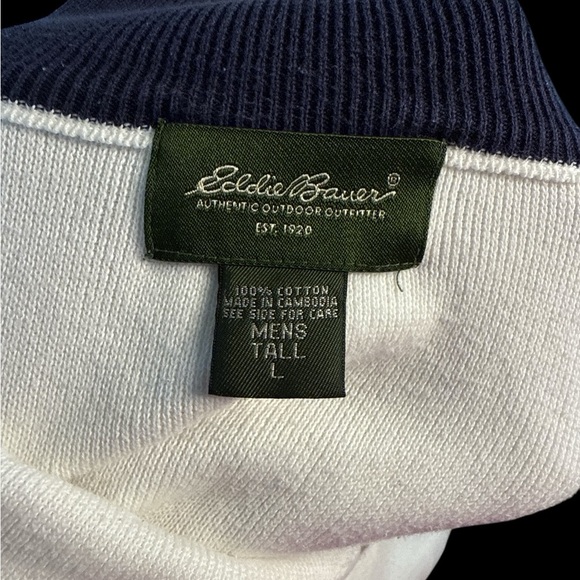 Eddie Bauer®
AUTHENTIC OUTDOOR OUTFITTER
EST. 1920
100% COTTON
MADE IN CAMBODIA
SEE SIDE FOR CARE
MENS
TALL
L